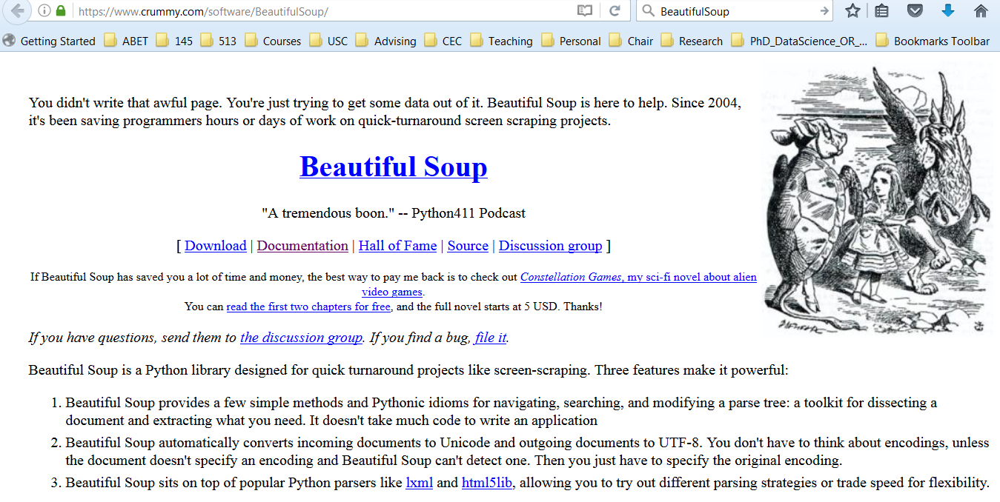 https://www.crummy.com/software/BeautifulSoup/
BeautifulSoup
Getting Started ABET 145 513 Courses USC Advising CEC Teaching Personal Chair Research PhD_DataScience_OR_... Bookmarks Toolbar
You didn't write that awful page. You're just trying to get some data out of it. Beautiful Soup is here to help. Since 2004,
it's been saving programmers hours or days of work on quick-turnaround screen scraping projects.
Beautiful Soup
"A tremendous boon." -- Python411 Podcast
[ Download | Documentation | Hall of Fame | Source | Discussion group ]
If Beautiful Soup has saved you a lot of time and money, the best way to pay me back is to check out Constellation Games, my sci-fi novel about alien
video games.
You can read the first two chapters for free, and the full novel starts at 5 USD. Thanks!
If you have questions, send them to the discussion group. If you find a bug, file it.
Beautiful Soup is a Python library designed for quick turnaround projects like screen-scraping. Three features make it powerful:
1. Beautiful Soup provides a few simple methods and Pythonic idioms for navigating, searching, and modifying a parse tree: a toolkit for dissecting a
document and extracting what you need. It doesn't take much code to write an application
2. Beautiful Soup automatically converts incoming documents to Unicode and outgoing documents to UTF-8. You don't have to think about encodings, unless
the document doesn't specify an encoding and Beautiful Soup can't detect one. Then you just have to specify the original encoding.
3. Beautiful Soup sits on top of popular Python parsers like lxml and html5lib, allowing you to try out different parsing strategies or trade speed for flexibility.